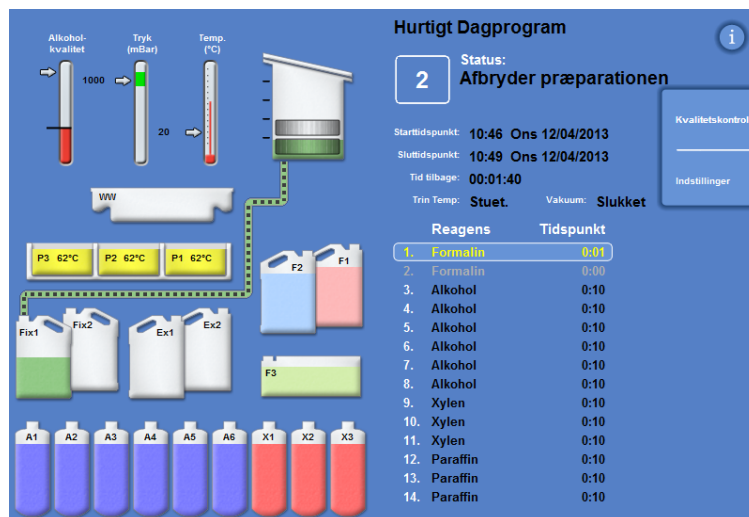 Alkohol-
kvalitet
Tryk
(mBar)
Temp.
(°C)
1000
20
WW
P3 62°C
P2 62°C
P1 62°C
F2
F1
Fix1
Fix2
Ex1
Ex2
F3
A1
A2
A3
A4
A5
A6
X1
X2
X3
Hurtigt Dagprogram
i
2
Status:
Afbryder præparationen
Kvalitetskontrol
Indstillinger
Starttidspunkt: 10:46 Ons 12/04/2013
Sluttidspunkt: 10:49 Ons 12/04/2013
Tid tilbage: 00:01:40
Trin Temp: Stuet. Vakuum: Slukket
Reagens Tidspunkt
1. Formalin 0:01
2. Formalin 0:00
3. Alkohol 0:10
4. Alkohol 0:10
5. Alkohol 0:10
6. Alkohol 0:10
7. Alkohol 0:10
8. Alkohol 0:10
9. Xylen 0:10
10. Xylen 0:10
11. Xylen 0:10
12. Paraffin 0:10
13. Paraffin 0:10
14. Paraffin 0:10